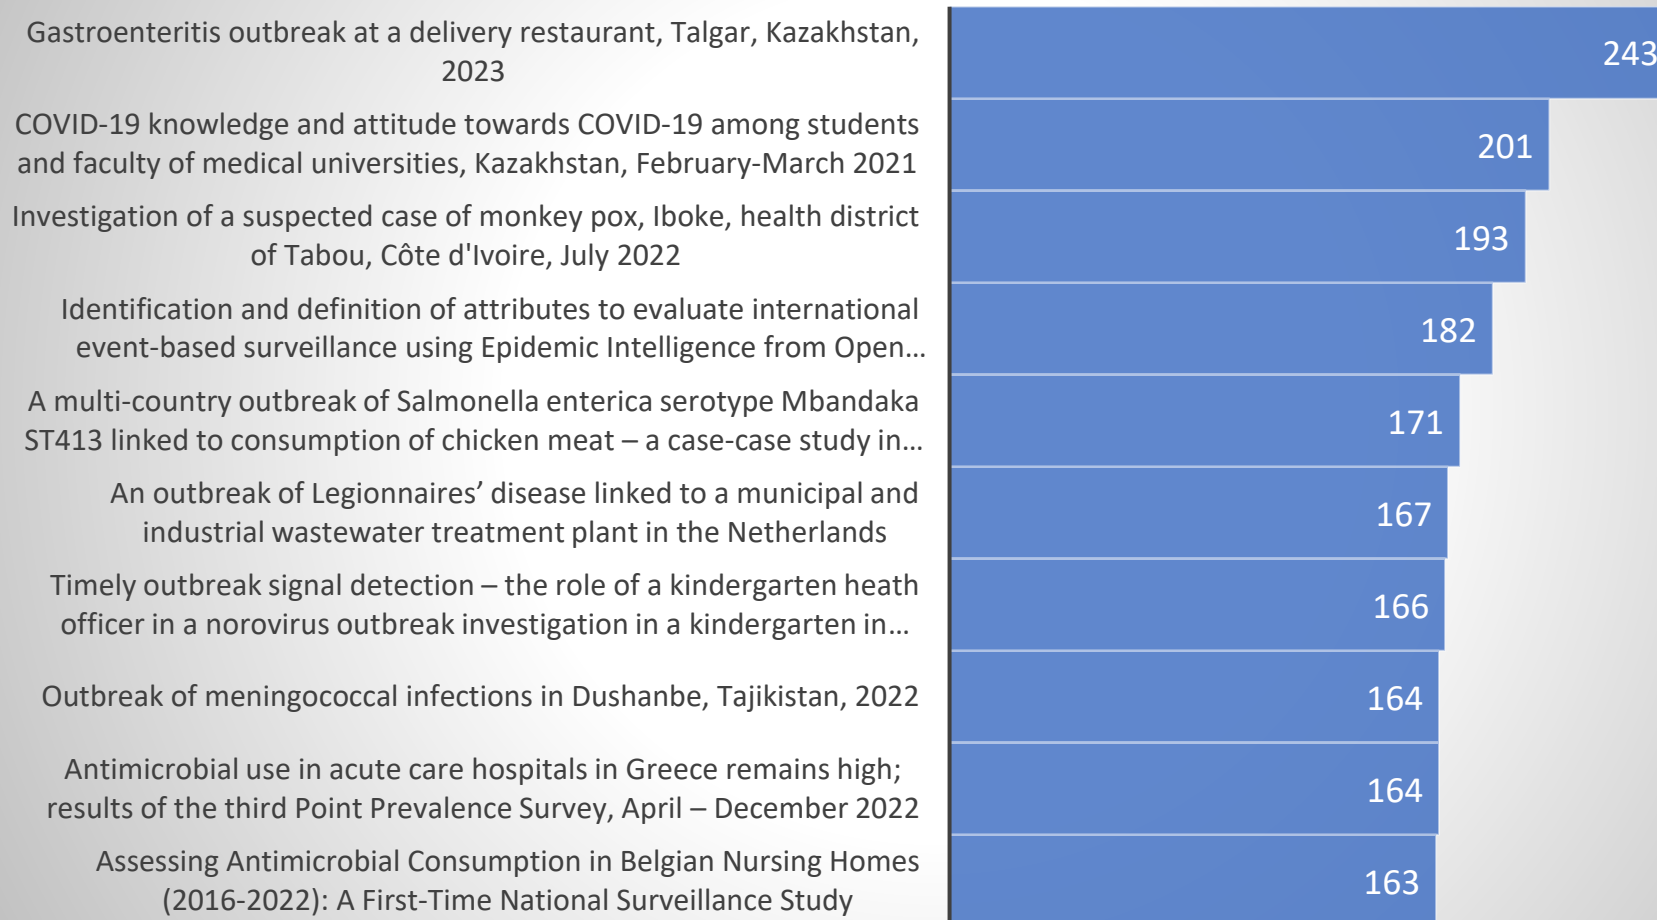 Gastroenteritis outbreak at a delivery restaurant, Talgar, Kazakhstan,
2023
243
COVID-19 knowledge and attitude towards COVID-19 among students
and faculty of medical universities, Kazakhstan, February-March 2021
201
Investigation of a suspected case of monkey pox, Iboke, health district
of Tabou, Côte d'Ivoire, July 2022
193
Identification and definition of attributes to evaluate international
event-based surveillance using Epidemic Intelligence from Open…
182
A multi-country outbreak of Salmonella enterica serotype Mbandaka
ST413 linked to consumption of chicken meat – a case-case study in…
171
An outbreak of Legionnaires’ disease linked to a municipal and
industrial wastewater treatment plant in the Netherlands
167
Timely outbreak signal detection – the role of a kindergarten heath
officer in a norovirus outbreak investigation in a kindergarten in…
166
Outbreak of meningococcal infections in Dushanbe, Tajikistan, 2022
164
Antimicrobial use in acute care hospitals in Greece remains high;
results of the third Point Prevalence Survey, April – December 2022
164
Assessing Antimicrobial Consumption in Belgian Nursing Homes
(2016-2022): A First-Time National Surveillance Study
163